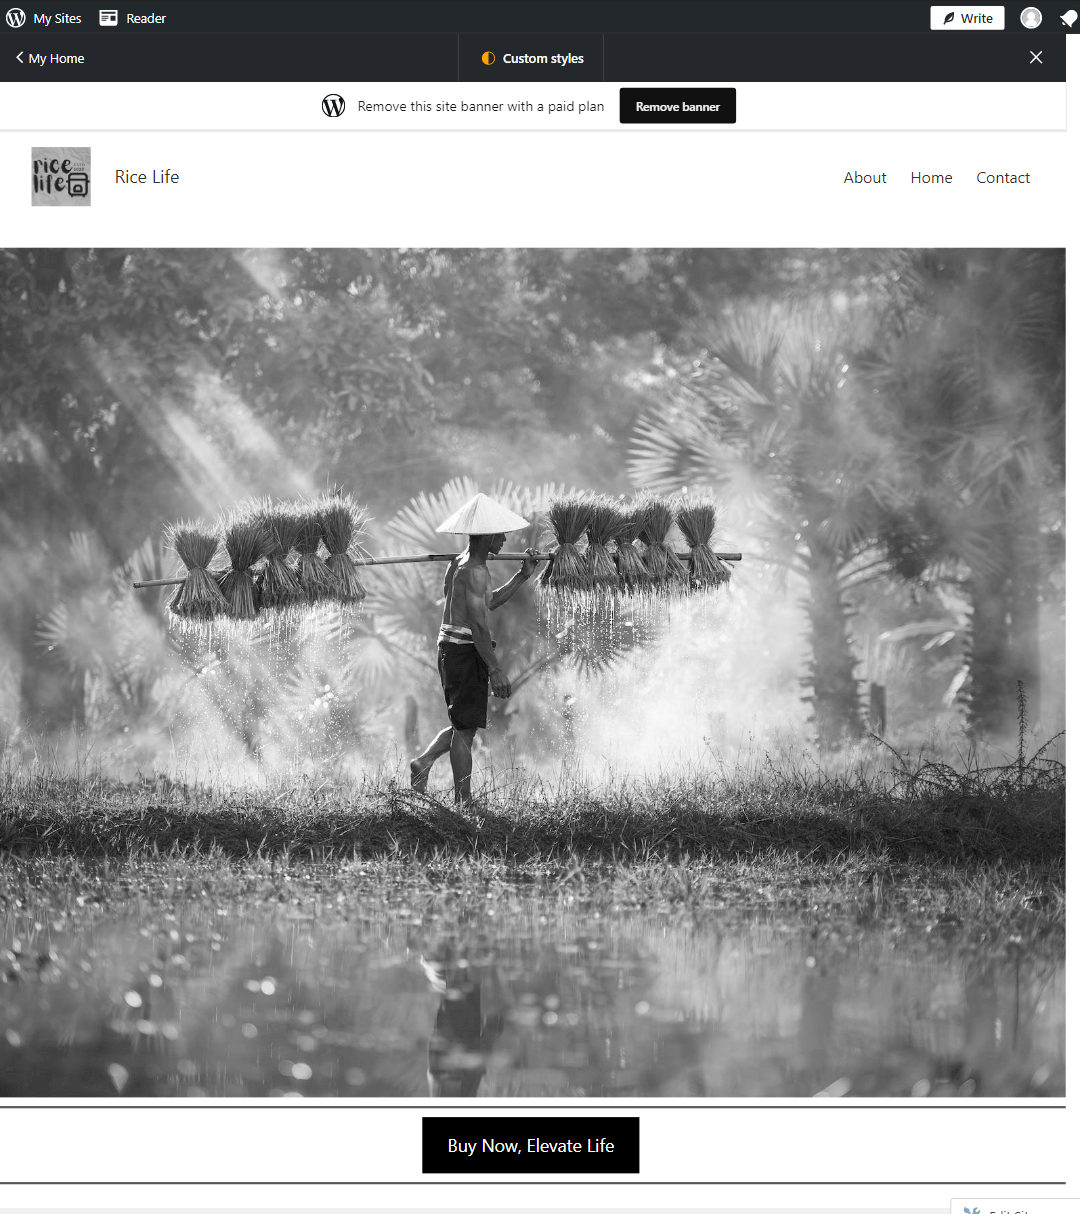 My Sites Reader Write
My Home Custom styles
Remove this site banner with a paid plan Remove banner
rice
life
Rice Life About Home Contact
Buy Now, Elevate Life